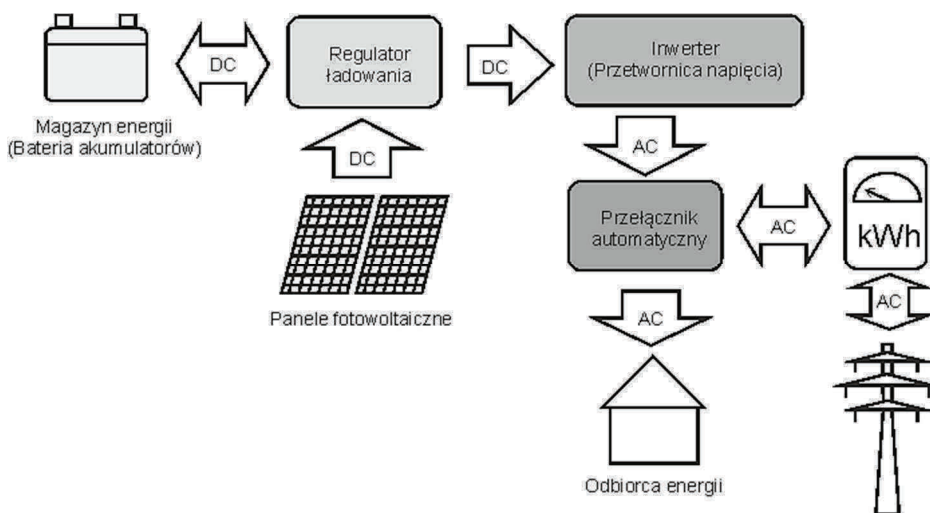 DC
Regulator
ładowania
DC
Inwerter
(Przetwornica napięcia)
Magazyn energii
(Bateria akumulatorów)
DC
AC
Przełącznik
automatyczny
AC
kWh
Panele fotowoltaiczne
AC
AC
Odbiorca energii